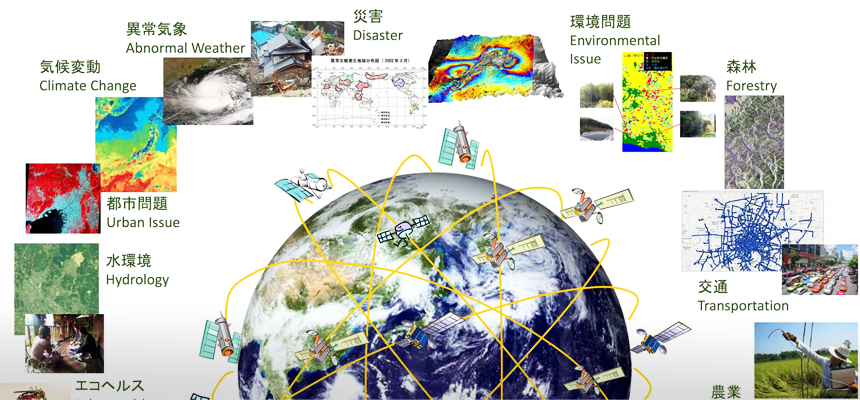 災害
Disaster
異常気象
Abnormal Weather
環境問題
Environmental
Issue
気候変動
Climate Change
森林
Forestry
都市問題
Urban Issue
水環境
Hydrology
交通
Transportation
エコヘルス
農業